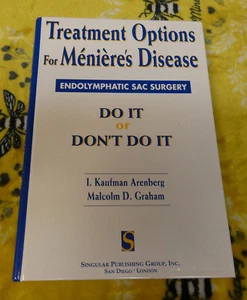 Treatment Options
For Ménière's Disease
ENDOLYMPHATIC SAC SURGERY
DO IT
or
DON'T DO IT
I. Kaufman Arenberg
Malcolm D. Graham
S
SINGULAR PUBLISHING GROUP, INC.
SAN DIEGO · LONDON